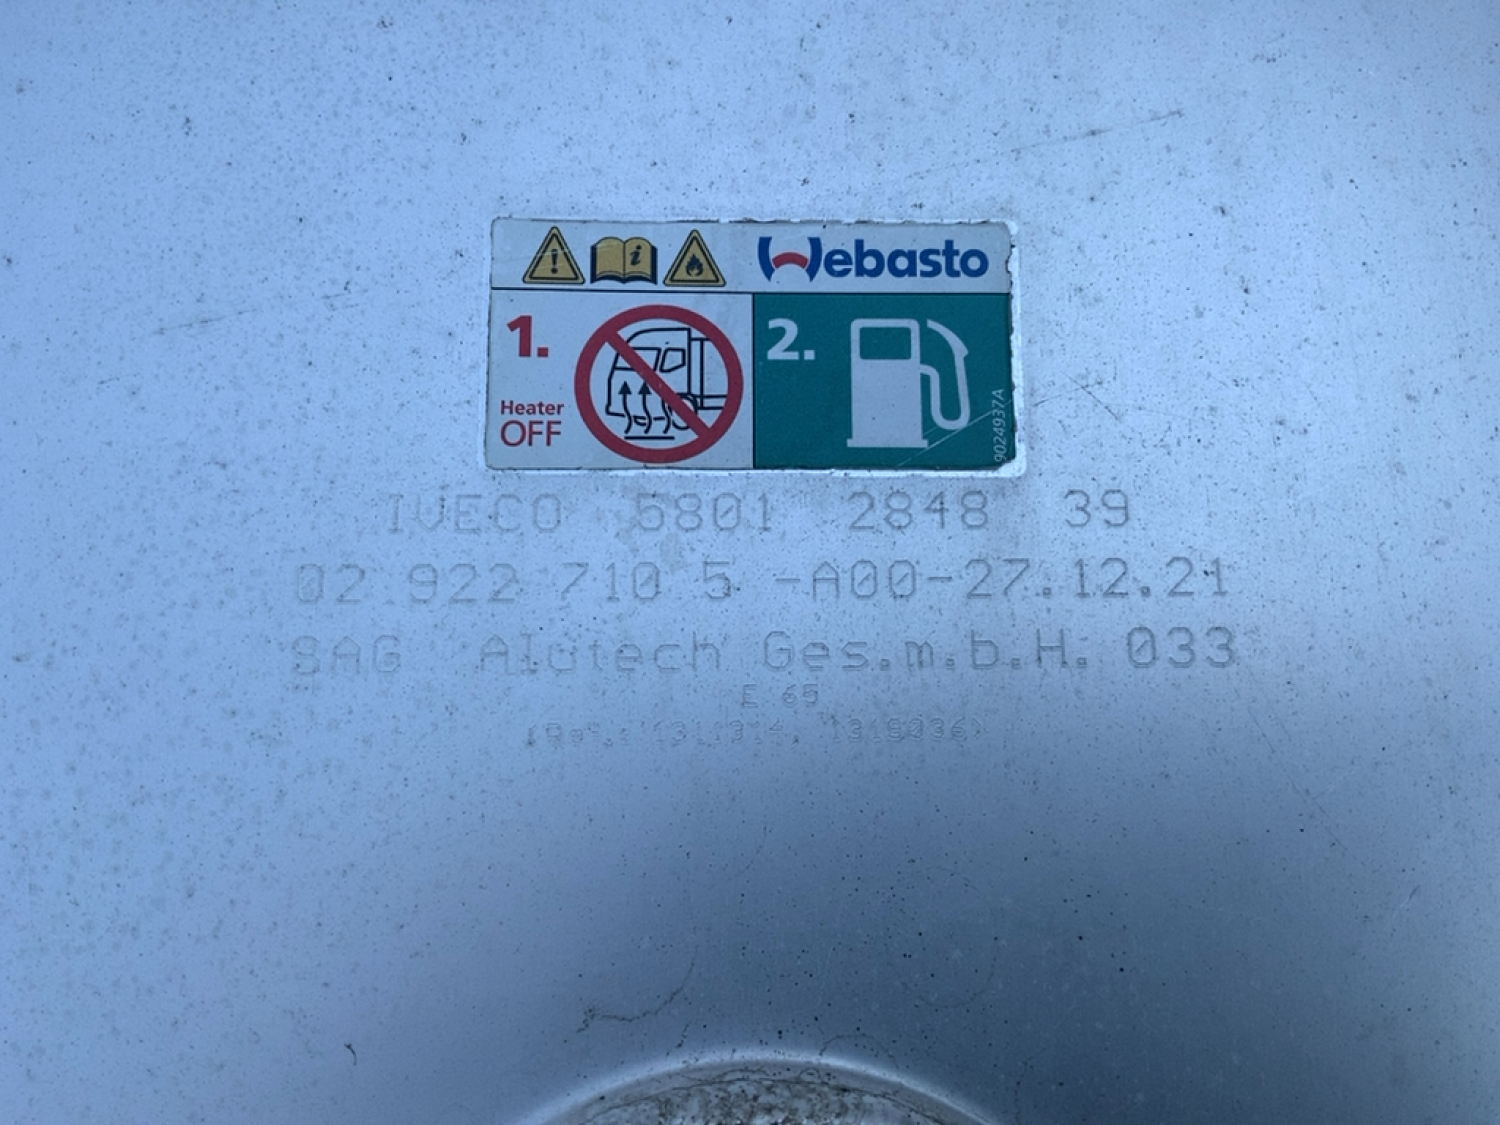 Webasto
1.
Heater
OFF
2.
9024937A
IVECO 5801 2848 39
02 922 710 5 -A00-27.12.21
SAG Alutech Ges.m.b.H. 033
E 65